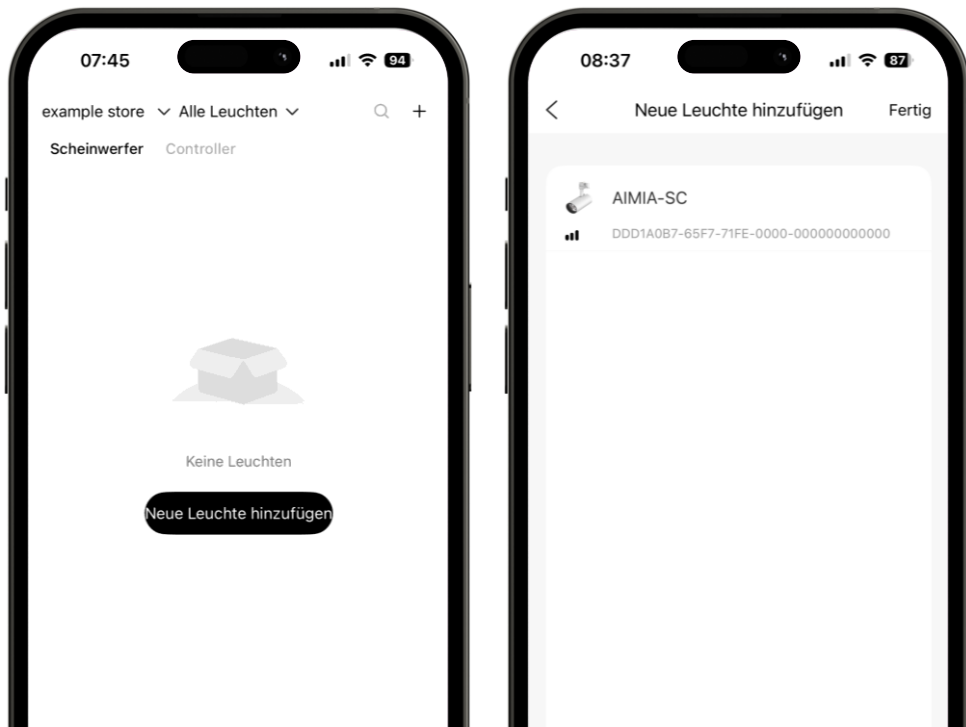 07:45
94
example store
Alle Leuchten
Scheinwerfer
Controller
Keine Leuchten
Neue Leuchte hinzufügen
08:37
87
Neue Leuchte hinzufügen
Fertig
AIMIA-SC
DDD1A0B7-65F7-71FE-0000-000000000000